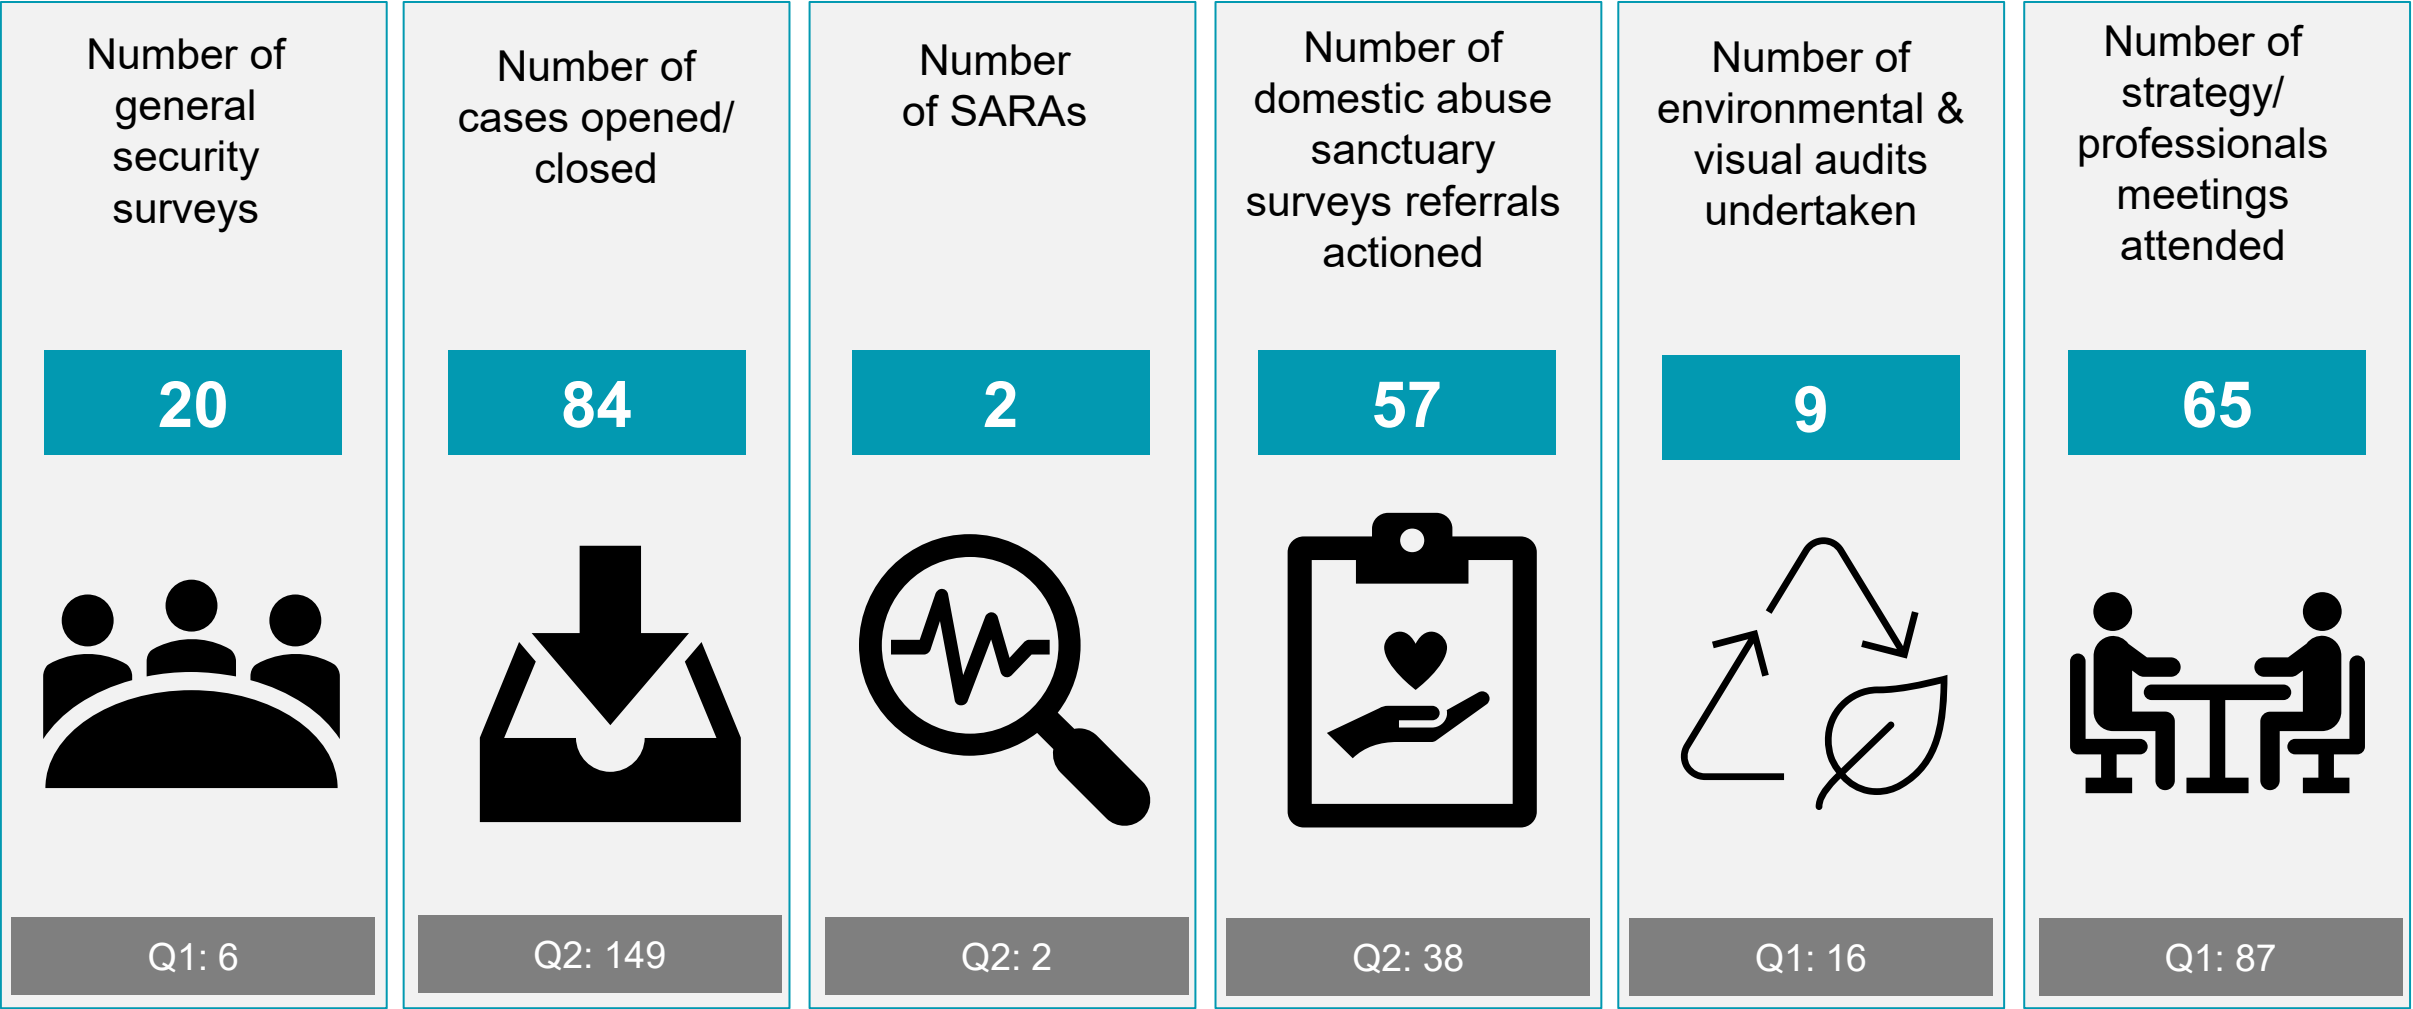 Number of
general
security
surveys
20
Q1: 6
Number of
cases opened/
closed
84
Q2: 149
Number
of SARAs
2
Q2: 2
Number of
domestic abuse
sanctuary
surveys referrals
actioned
57
Q2: 38
Number of
environmental &
visual audits
undertaken
9
Q1: 16
Number of
strategy/
professionals
meetings
attended
65
Q1: 87